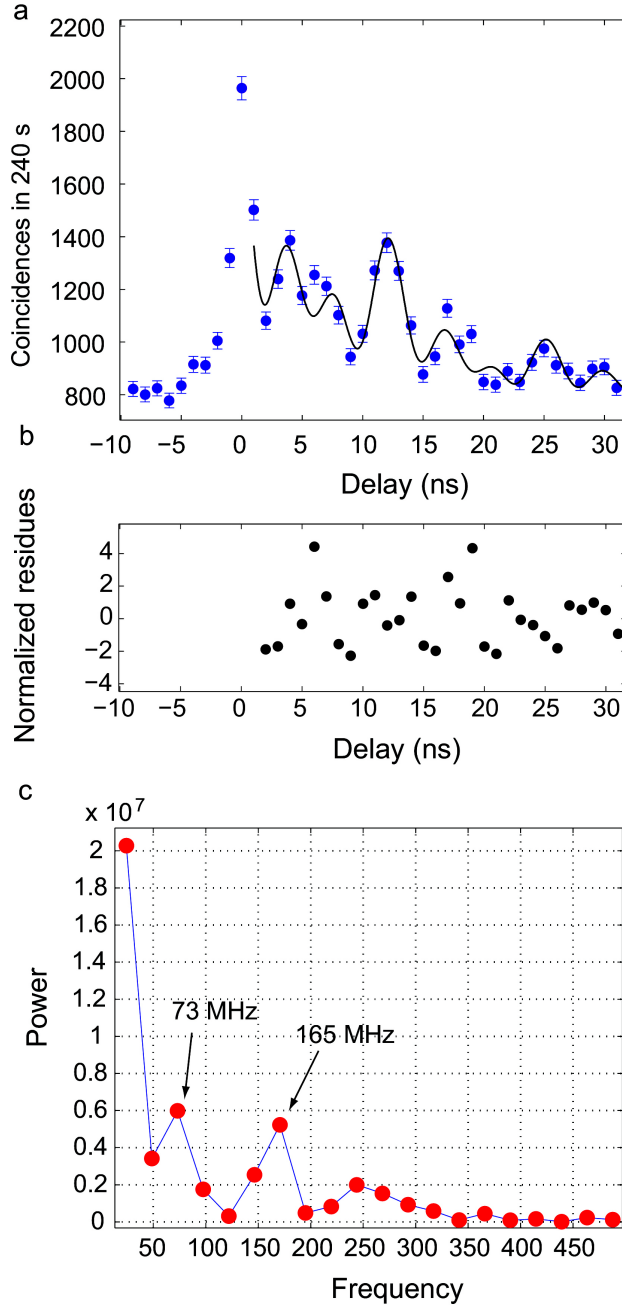 a
2200
2000
1800
1600
1400
1200
1000
800
Coincidences in 240 s
−10 −5 0 5 10 15 20 25 30
Delay (ns)
b
4
2
0
−2
−4
Normalized residues
−10 −5 0 5 10 15 20 25 30
Delay (ns)
c
x 10⁷
2
1.8
1.6
1.4
1.2
1
0.8
0.6
0.4
0.2
0
Power
73 MHz
165 MHz
50 100 150 200 250 300 350 400 450
Frequency